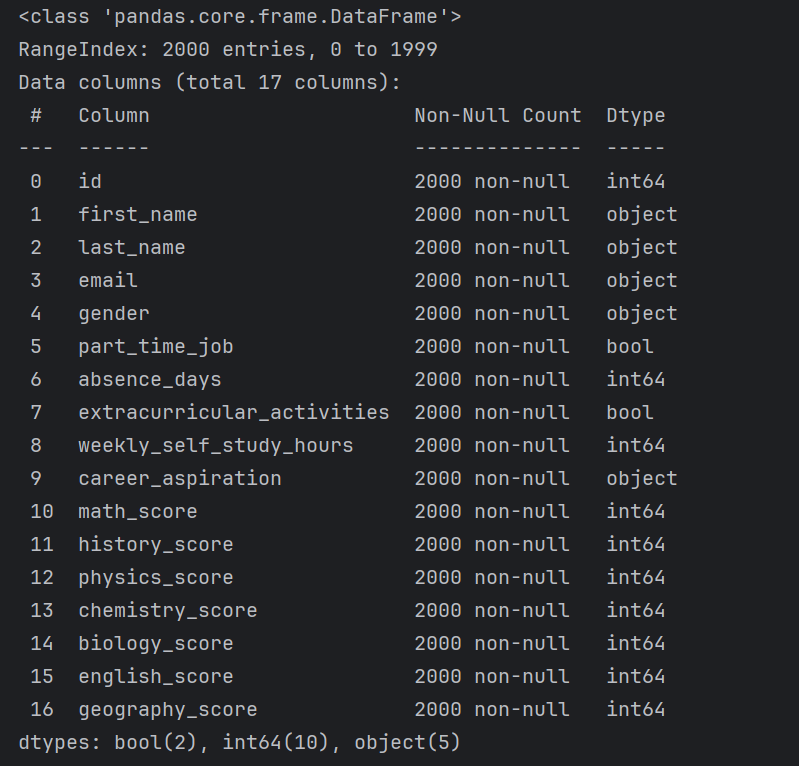 <class 'pandas.core.frame.DataFrame'>
RangeIndex: 2000 entries, 0 to 1999
Data columns (total 17 columns):
 #   Column                      Non-Null Count  Dtype
---  ------                      --------------  -----
 0   id                          2000 non-null   int64
 1   first_name                  2000 non-null   object
 2   last_name                   2000 non-null   object
 3   email                       2000 non-null   object
 4   gender                      2000 non-null   object
 5   part_time_job               2000 non-null   bool
 6   absence_days                2000 non-null   int64
 7   extracurricular_activities  2000 non-null   bool
 8   weekly_self_study_hours     2000 non-null   int64
 9   career_aspiration           2000 non-null   object
 10  math_score                  2000 non-null   int64
 11  history_score               2000 non-null   int64
 12  physics_score               2000 non-null   int64
 13  chemistry_score             2000 non-null   int64
 14  biology_score               2000 non-null   int64
 15  english_score               2000 non-null   int64
 16  geography_score             2000 non-null   int64
dtypes: bool(2), int64(10), object(5)